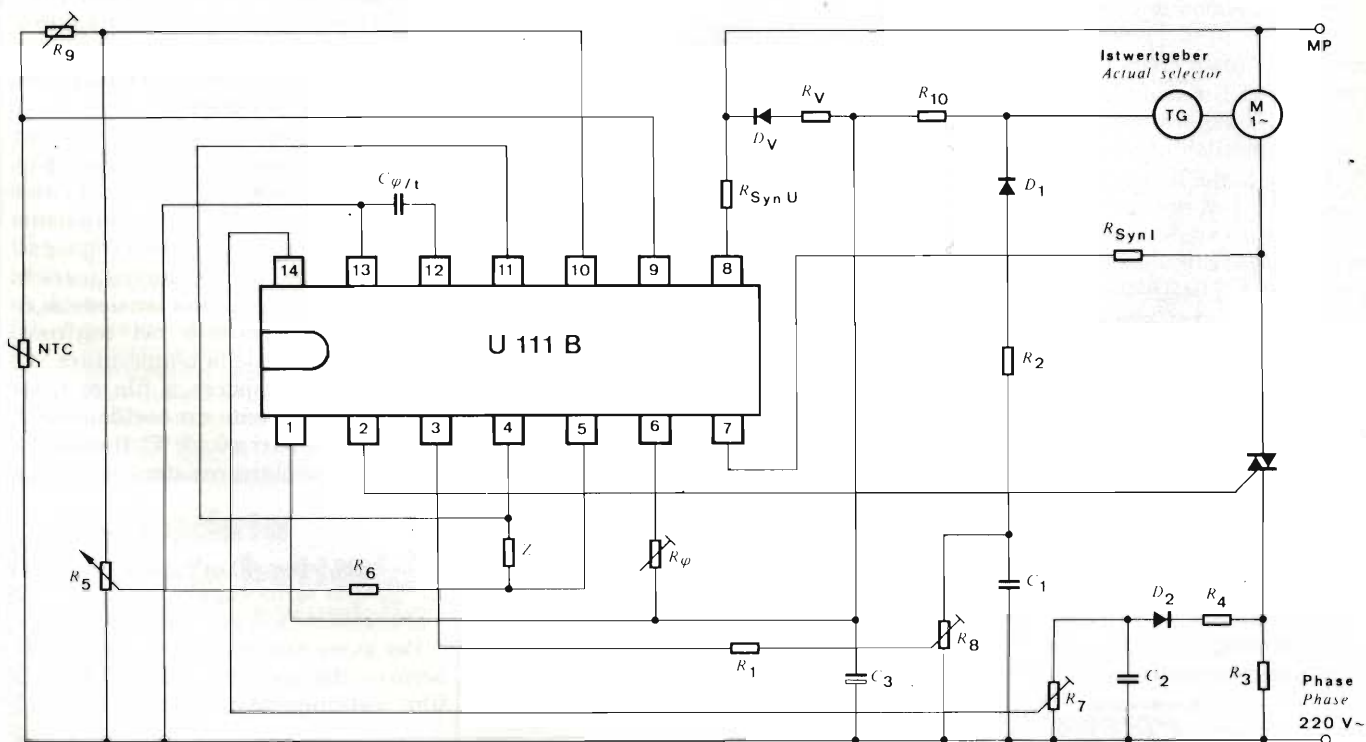 R9
MP
Istwertgeber
Actual selector
RV
R10
TG
M
1~
DV
Cφ/t
RSyn U
D1
RSyn I
14
13
12
11
10
9
8
NTC
U 111 B
R2
1
2
3
4
5
6
7
R5
R6
Z
Rφ
C1
D2
R4
R8
R1
C3
R7
C2
R3
Phase
Phase
220 V~